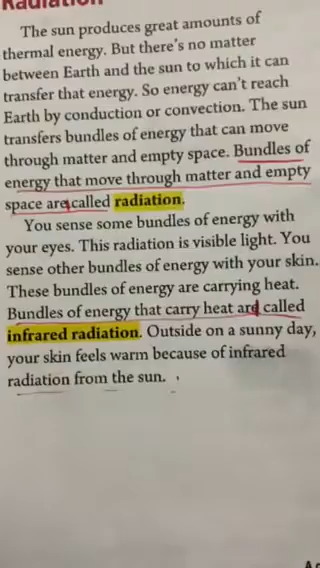 Radiation
The sun produces great amounts of
thermal energy. But there's no matter
between Earth and the sun to which it can
transfer that energy. So energy can't reach
Earth by conduction or convection. The sun
transfers bundles of energy that can move
through matter and empty space. Bundles of
energy that move through matter and empty
space are called radiation.
You sense some bundles of energy with
your eyes. This radiation is visible light. You
sense other bundles of energy with your skin.
These bundles of energy are carrying heat.
Bundles of energy that carry heat are called
infrared radiation. Outside on a sunny day,
your skin feels warm because of infrared
radiation from the sun.